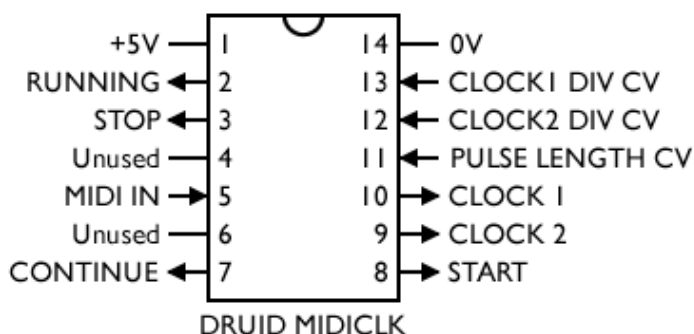 +5V 1 14 0V
RUNNING 2 13 CLOCK1 DIV CV
STOP 3 12 CLOCK2 DIV CV
Unused 4 11 PULSE LENGTH CV
MIDI IN 5 10 CLOCK 1
Unused 6 9 CLOCK 2
CONTINUE 7 8 START
DRUID MIDICLK